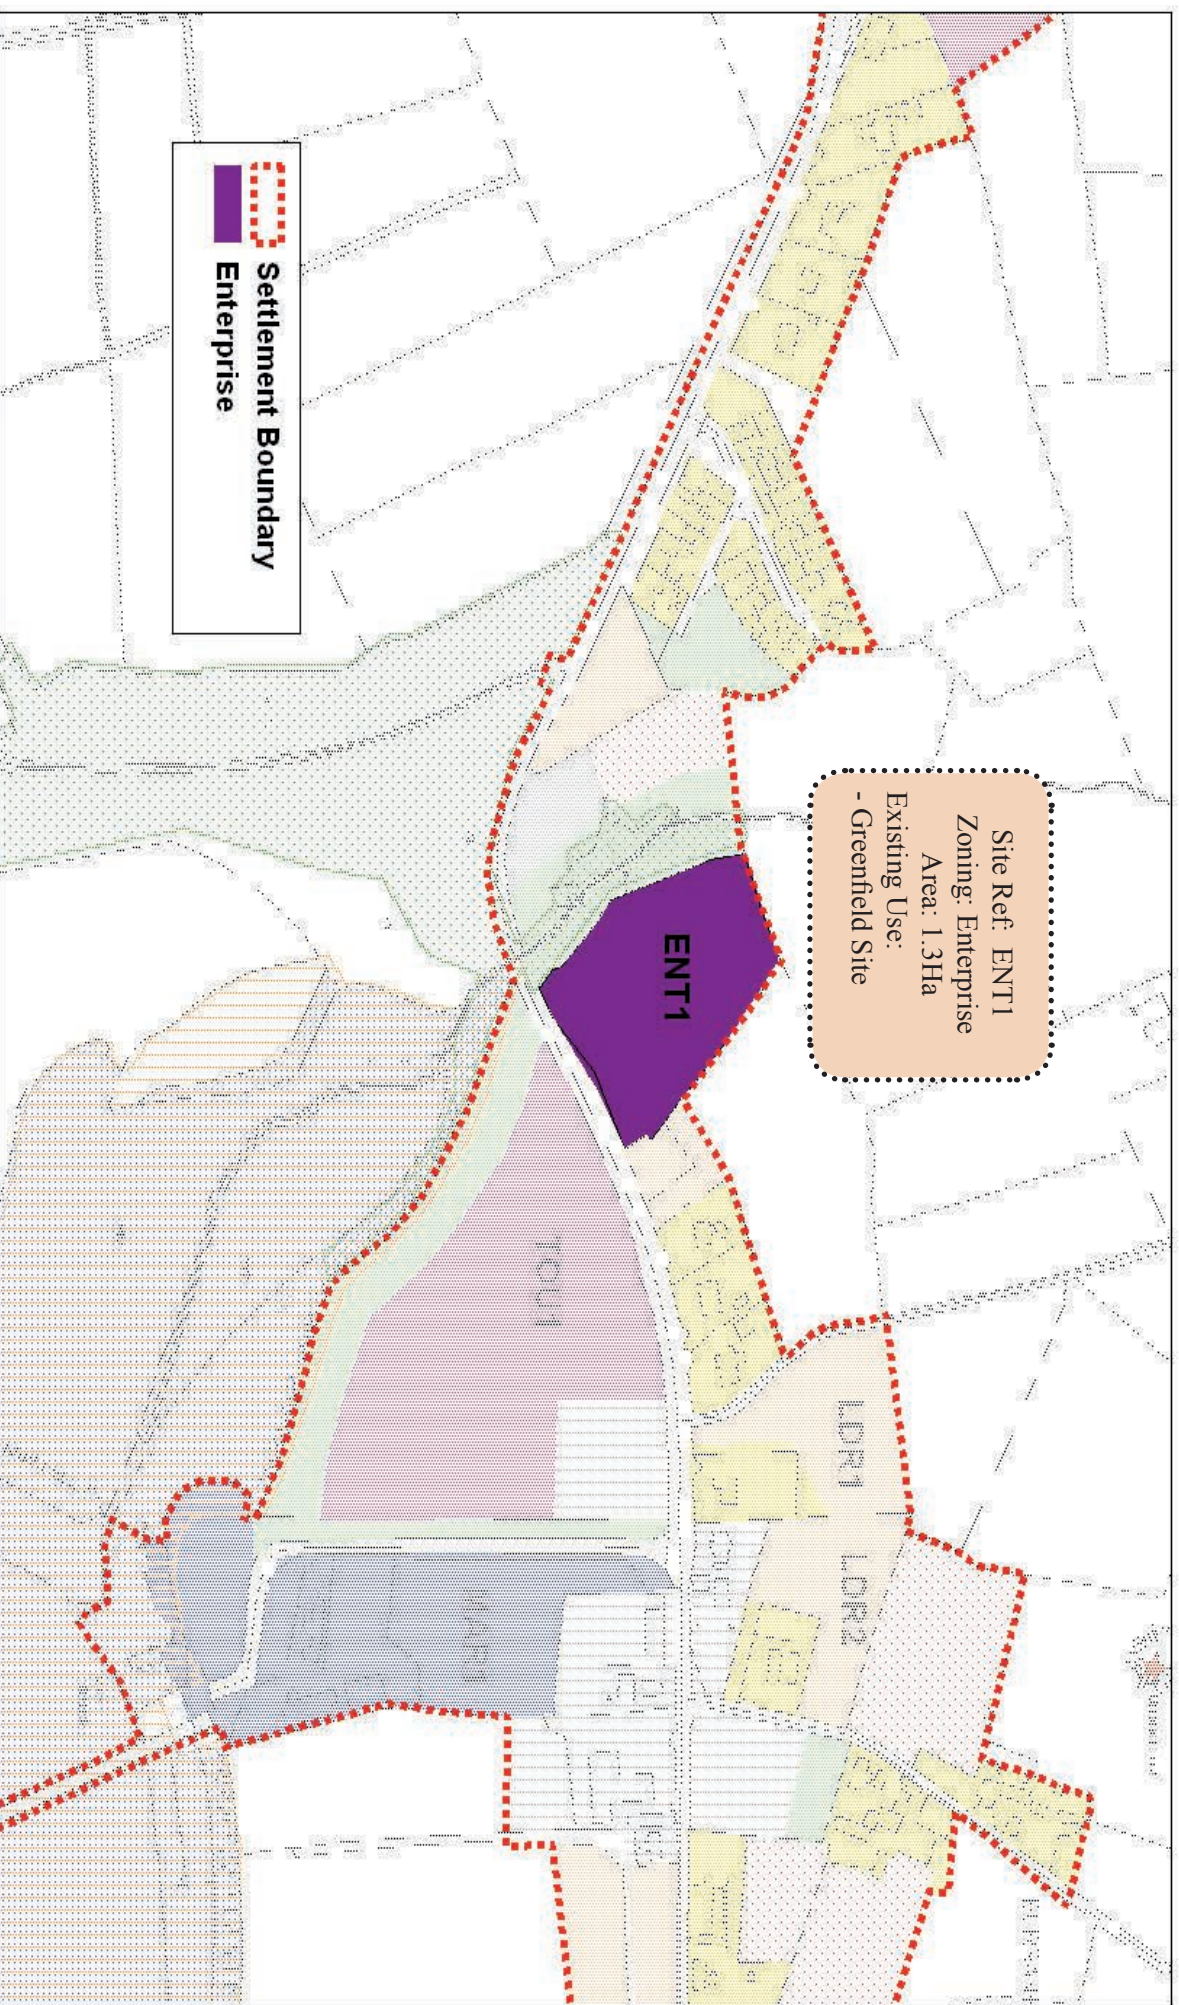 Site Ref: ENT1
Zoning: Enterprise
Area: 1.3Ha
Existing Use:
- Greenfield Site
ENT1
LDR1
LDR2
TOU1
Settlement Boundary
Enterprise